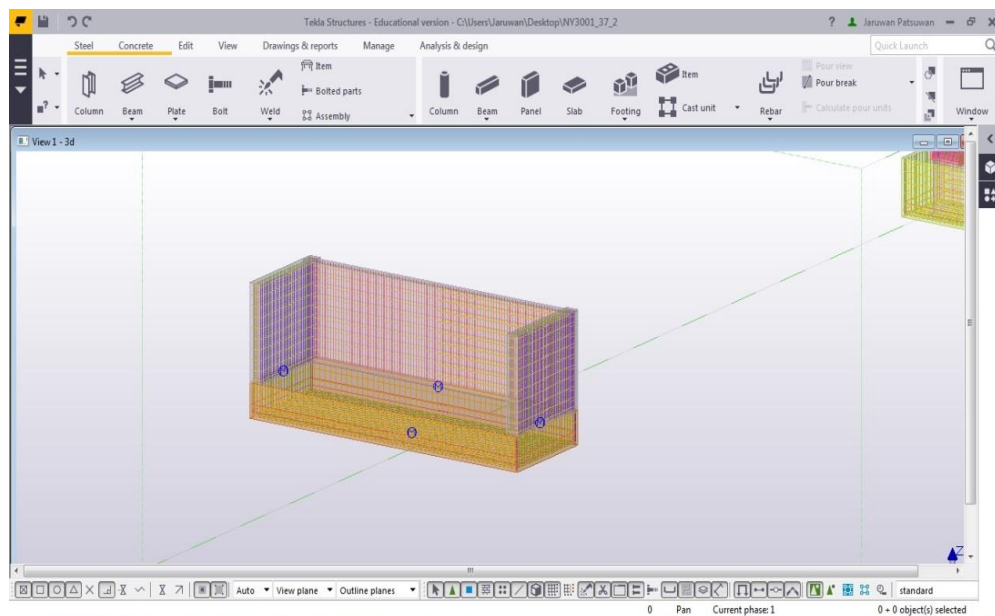 Tekla Structures - Educational version - C:\Users\Jaruwan\Desktop\NY3001_37_2
? Jaruwan Patsuwan
Steel Concrete Edit View Drawings & reports Manage Analysis & design Quick Launch
Item Item Pour view
Bolted parts Pour break
Assembly Cast unit Calculate pour units
Column Beam Plate Bolt Weld Column Beam Panel Slab Footing Rebar Window
View 1 - 3d
Z
Auto View plane Outline planes standard
0 Pan Current phase: 1 0 + 0 object(s) selected